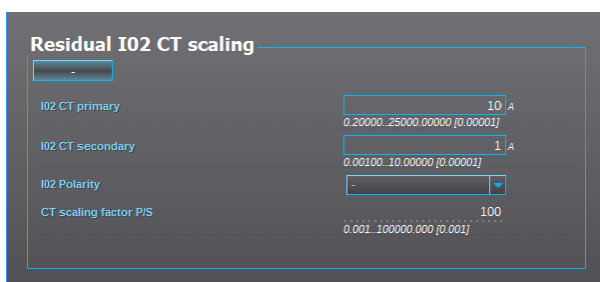 Residual I02 CT scaling
-
I02 CT primary 10 A
0.20000..25000.00000 [0.00001]
I02 CT secondary 1 A
0.00100..10.00000 [0.00001]
I02 Polarity -
CT scaling factor P/S 100
0.001..100000.000 [0.001]